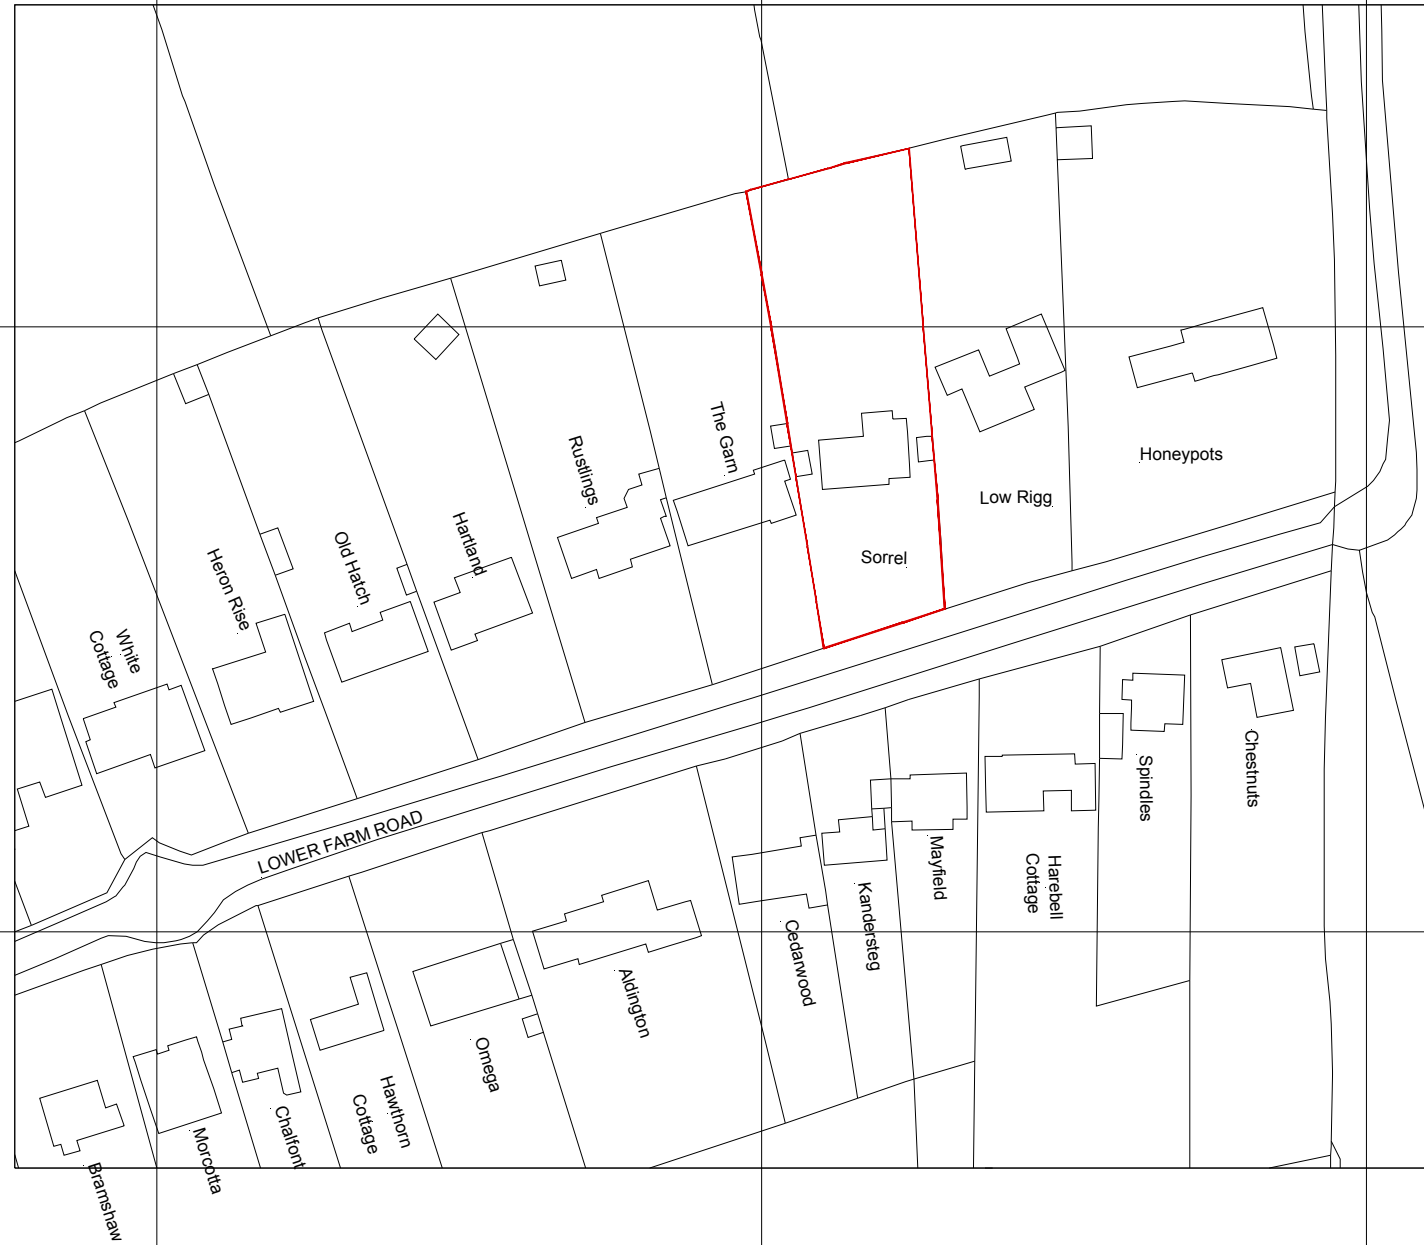 Honeypots
Low Rigg
Sorrel
The Garn
Rustlings
Hartland
Old Hatch
Heron Rise
White
Cottage
LOWER FARM ROAD
Chestnuts
Spindles
Harebell
Cottage
Mayfield
Kandersteg
Cedarwood
Aldington
Omega
Hawthorn
Cottage
Chalfont
Morcotta
Bramshaw